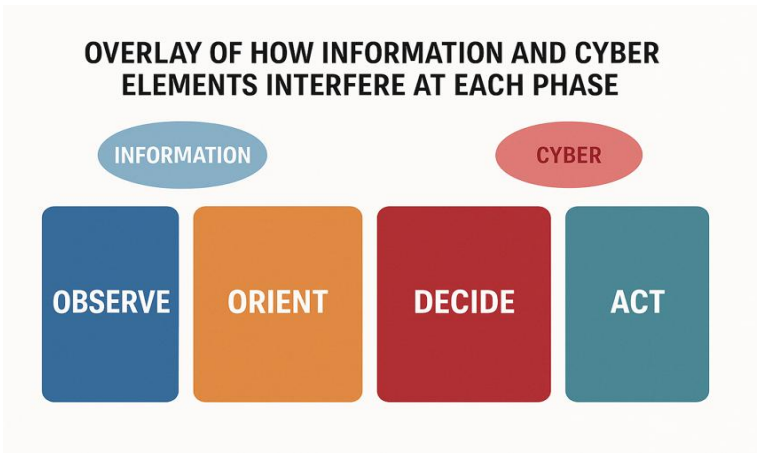 OVERLAY OF HOW INFORMATION AND CYBER
ELEMENTS INTERFERE AT EACH PHASE
INFORMATION
CYBER
OBSERVE
ORIENT
DECIDE
ACT